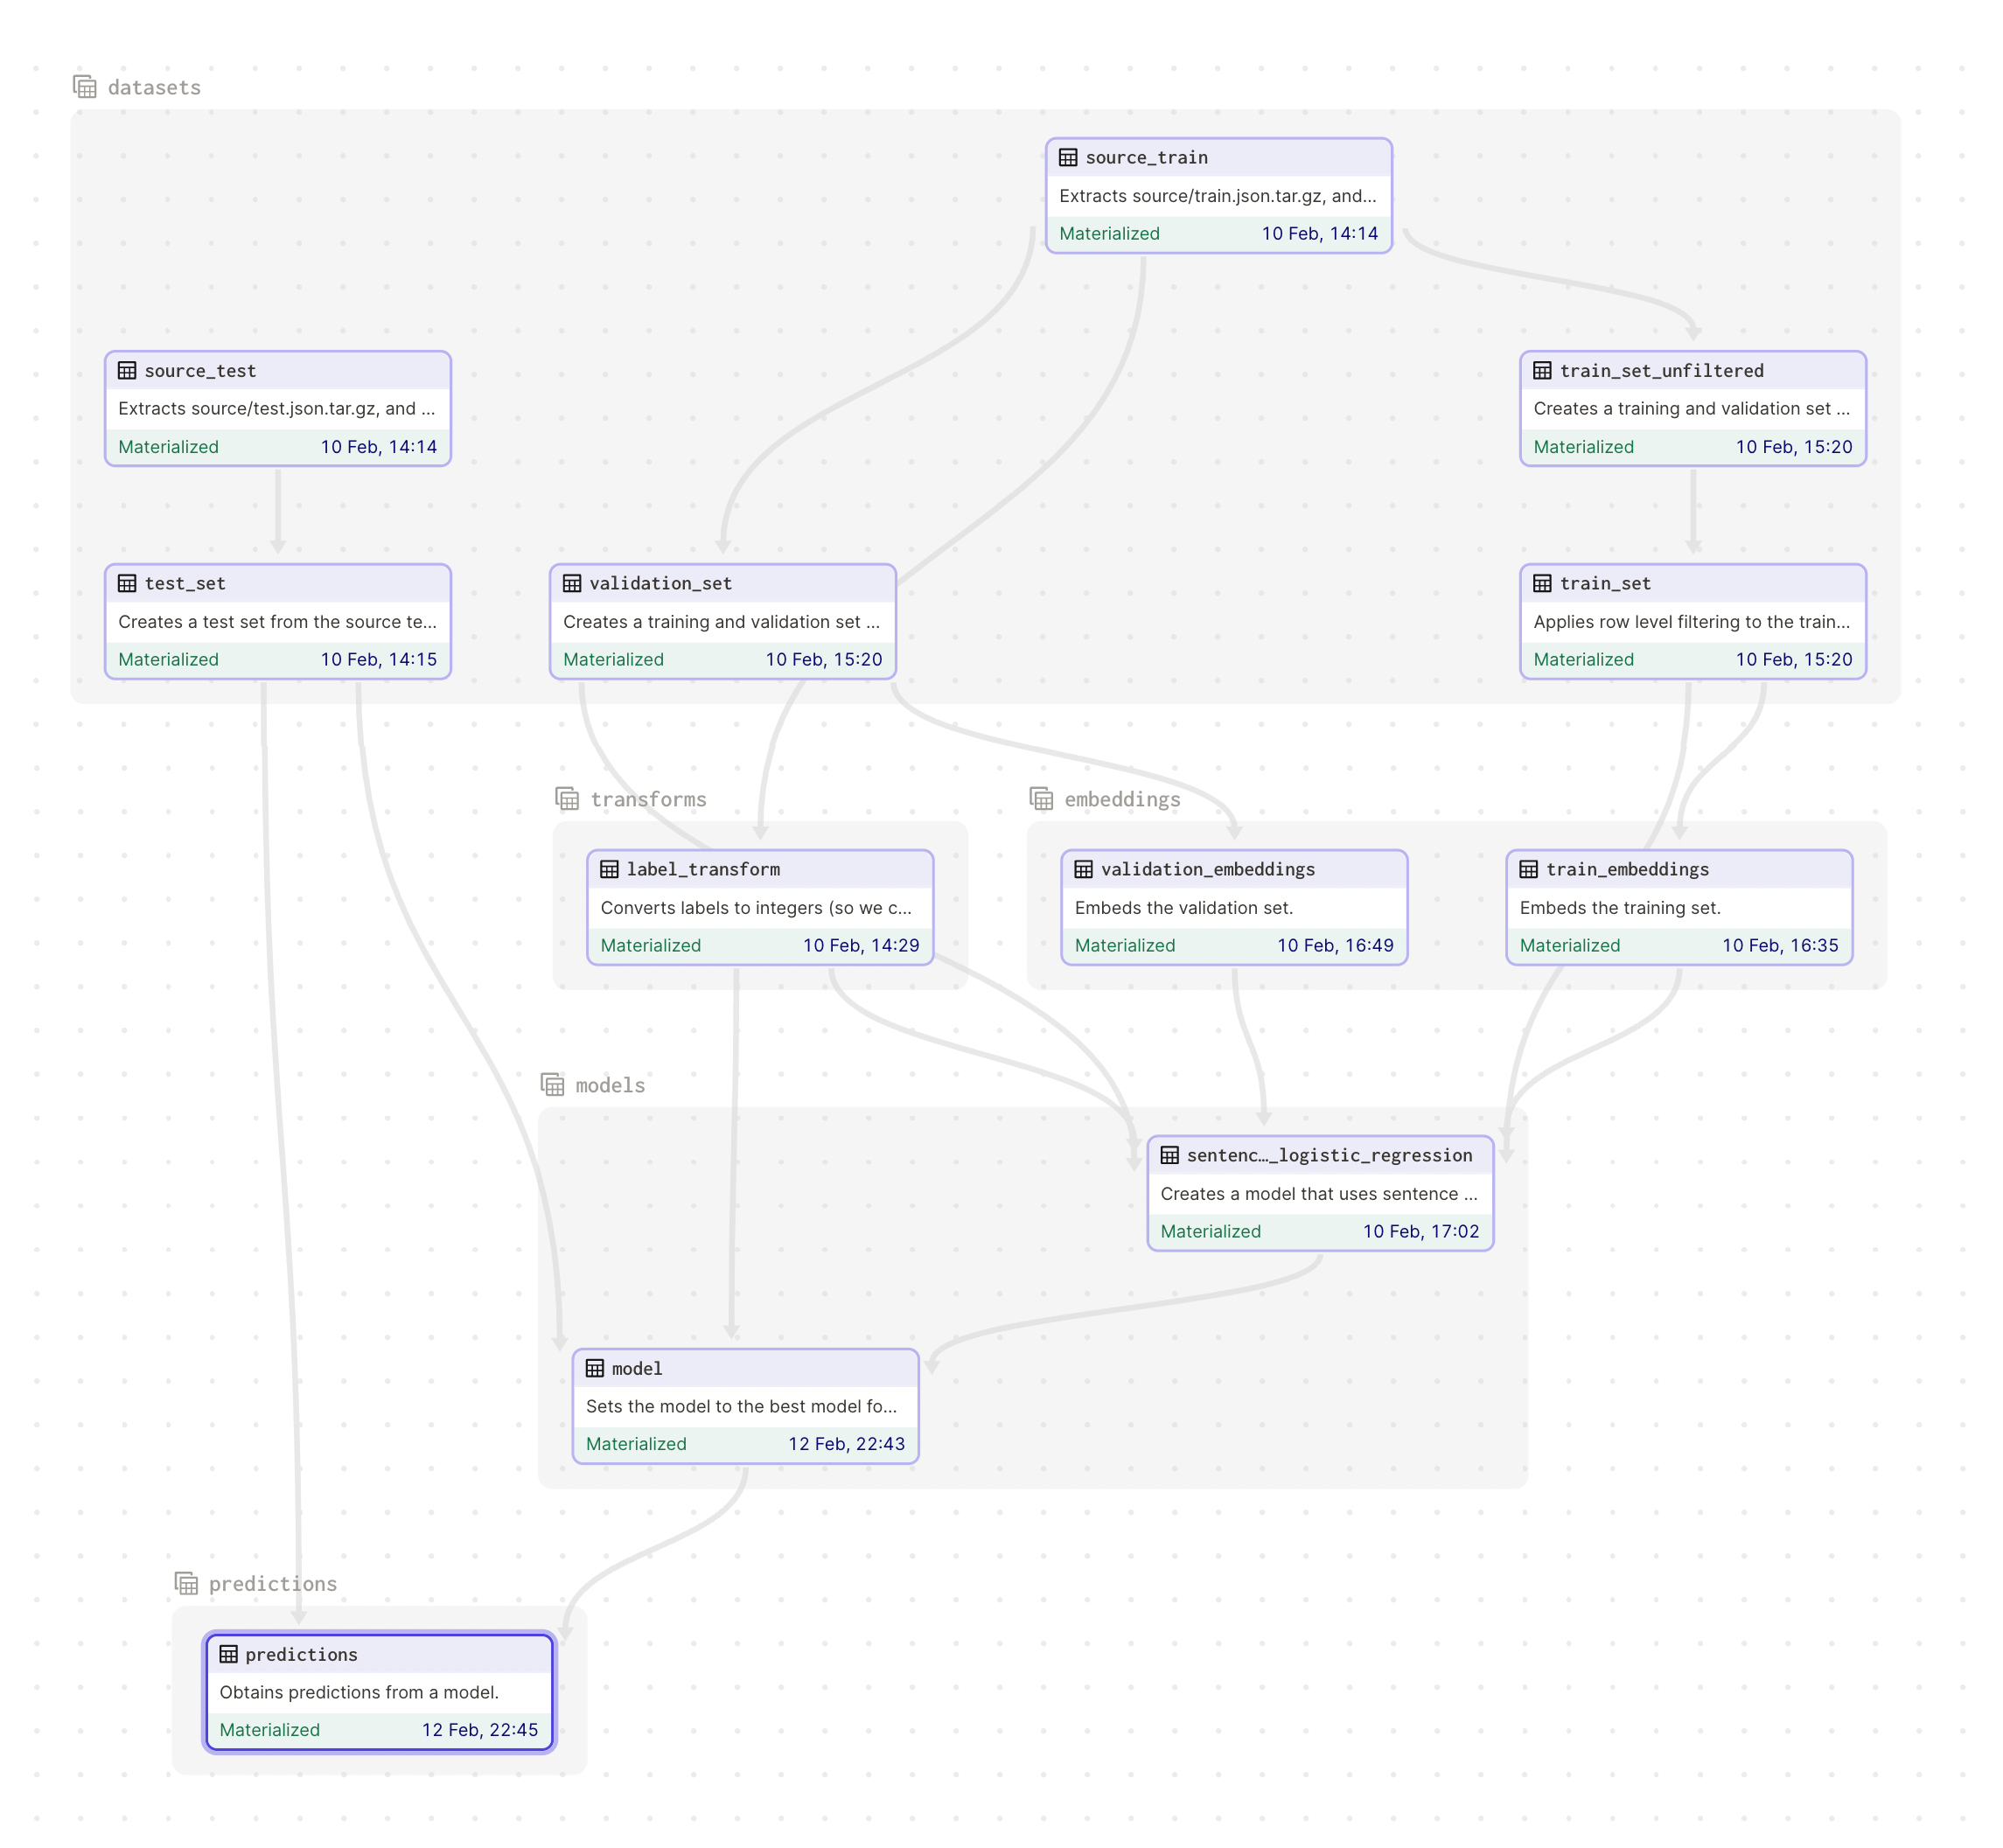 datasets
source_train
Extracts source/train.json.tar.gz, and...
Materialized 10 Feb, 14:14
source_test
Extracts source/test.json.tar.gz, and ...
Materialized 10 Feb, 14:14
train_set_unfiltered
Creates a training and validation set ...
Materialized 10 Feb, 15:20
test_set
Creates a test set from the source te...
Materialized 10 Feb, 14:15
validation_set
Creates a training and validation set ...
Materialized 10 Feb, 15:20
train_set
Applies row level filtering to the train...
Materialized 10 Feb, 15:20
transforms
label_transform
Converts labels to integers (so we c...
Materialized 10 Feb, 14:29
embeddings
validation_embeddings
Embeds the validation set.
Materialized 10 Feb, 16:49
train_embeddings
Embeds the training set.
Materialized 10 Feb, 16:35
models
sentenc…_logistic_regression
Creates a model that uses sentence ...
Materialized 10 Feb, 17:02
model
Sets the model to the best model fo...
Materialized 12 Feb, 22:43
predictions
predictions
Obtains predictions from a model.
Materialized 12 Feb, 22:45